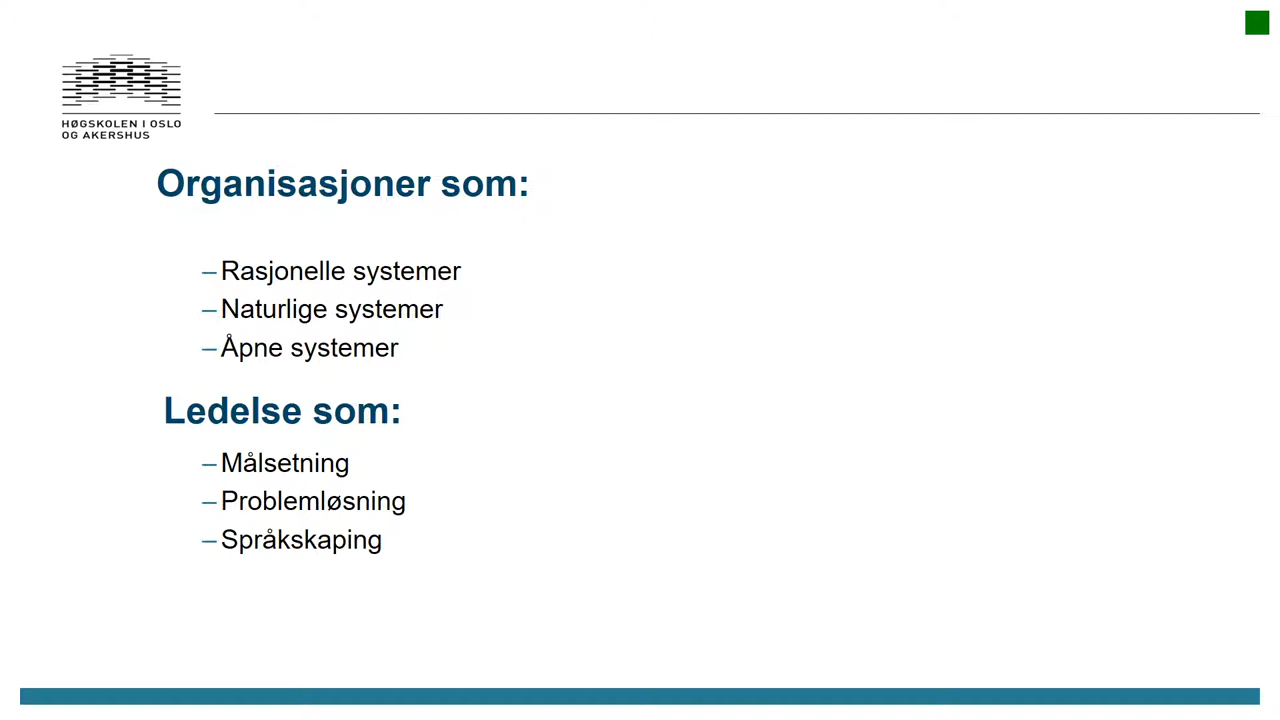 HØGSKOLEN I OSLO
OG AKERSHUS
Organisasjoner som:
– Rasjonelle systemer
– Naturlige systemer
– Åpne systemer
Ledelse som:
– Målsetning
– Problemløsning
– Språkskaping